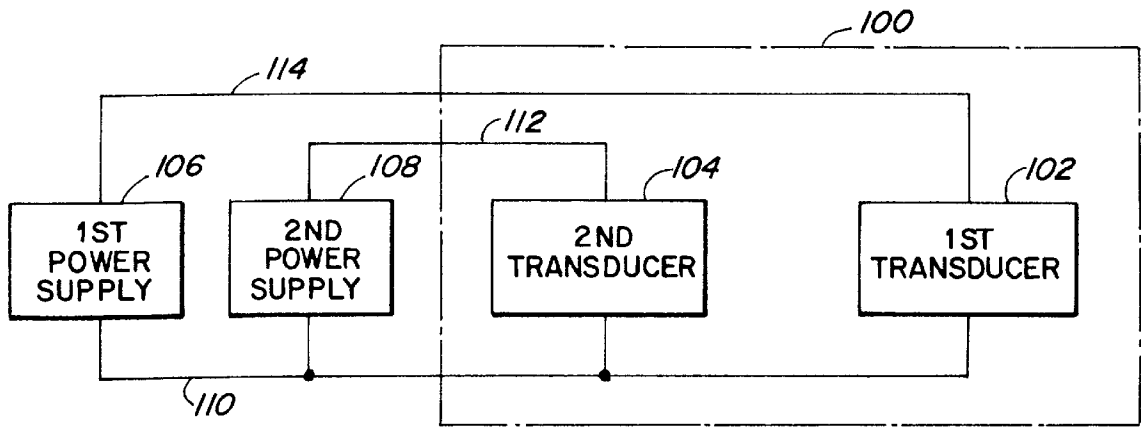 100
114
112
106
108
104
102
1ST
POWER
SUPPLY
2ND
POWER
SUPPLY
2ND
TRANSDUCER
1ST
TRANSDUCER
110